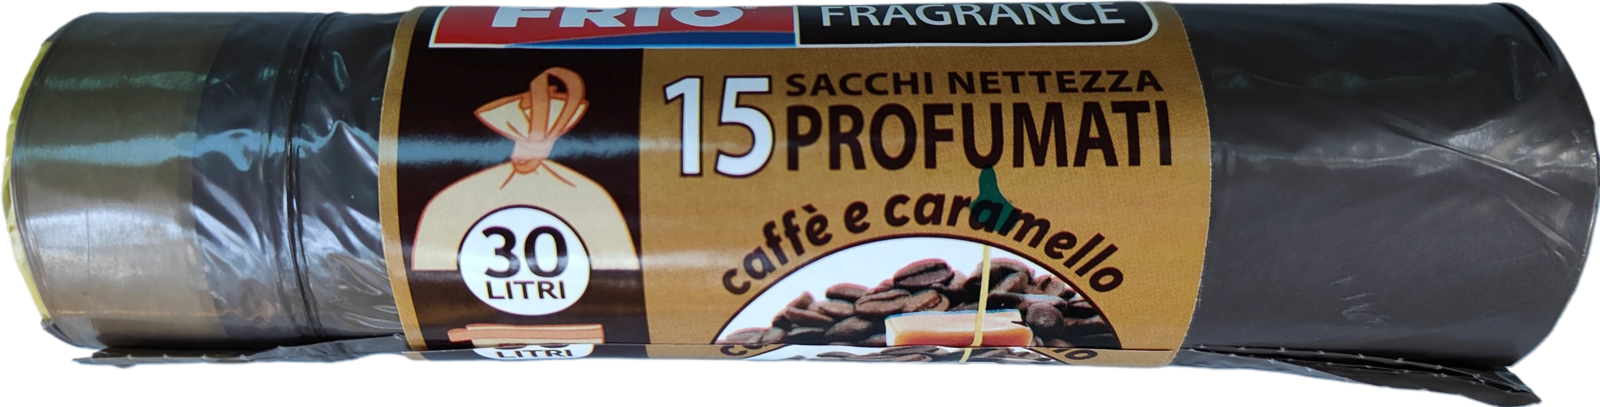 FRIO®
FRAGRANCE
15 SACCHI NETTEZZA
PROFUMATI
caffè e caramello
30
LITRI
LITRI